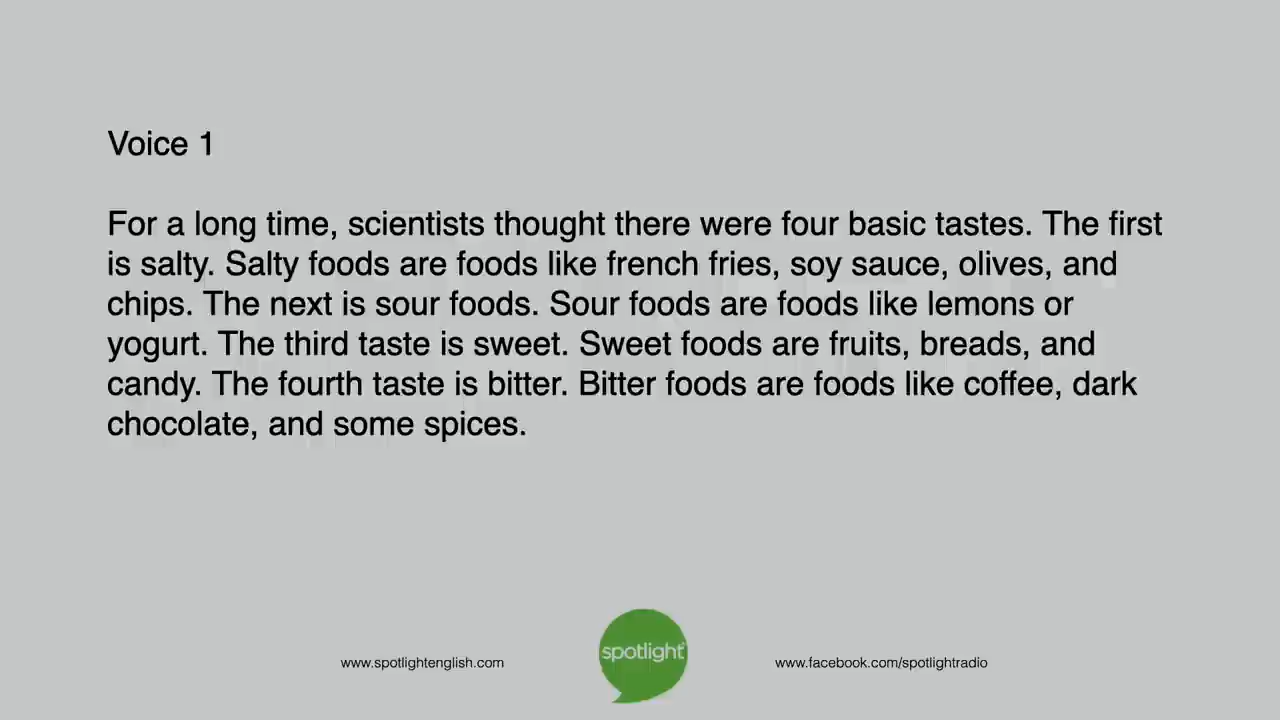 Voice 1
For a long time, scientists thought there were four basic tastes. The first
is salty. Salty foods are foods like french fries, soy sauce, olives, and
chips. The next is sour foods. Sour foods are foods like lemons or
yogurt. The third taste is sweet. Sweet foods are fruits, breads, and
candy. The fourth taste is bitter. Bitter foods are foods like coffee, dark
chocolate, and some spices.
www.spotlightenglish.com
spotlight
www.facebook.com/spotlightradio